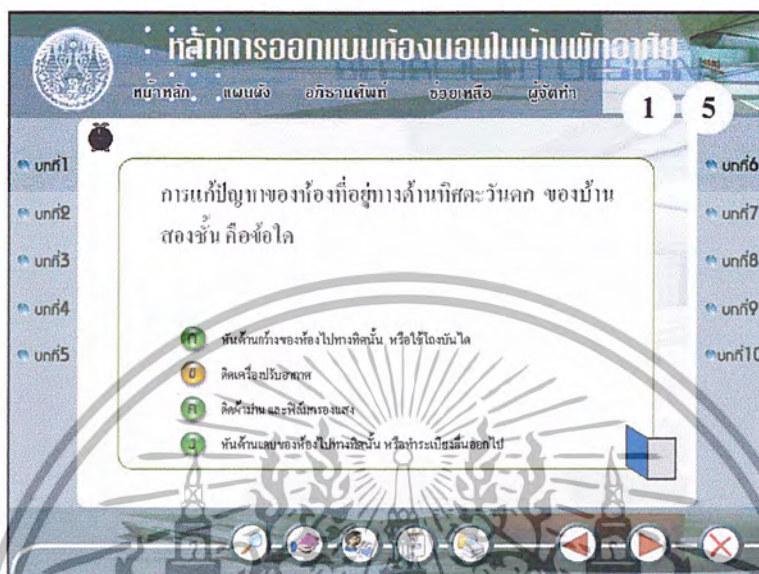 หลักการออกแบบห้องนอนในบ้านพักอาศัย
BEDROOM DESIGN
หน้าหลัก แผนผัง อภิธานศัพท์ ช่วยเหลือ ผู้จัดทำ
1 5
บทที่1
บทที่2
บทที่3
บทที่4
บทที่5
การแก้ปัญหาของห้องที่อยู่ทางด้านทิศตะวันตก ของบ้าน
สองชั้น คือข้อใด
ก หันด้านกว้างของห้องไปทางทิศนั้น หรือใช้โถงบันได
ข ติดเครื่องปรับอากาศ
ค ติดผ้าม่าน และฟิล์มกรองแสง
ง หันด้านแคบของห้องไปทางทิศนั้น หรือทำระเบียงยื่นออกไป
บทที่6
บทที่7
บทที่8
บทที่9
บทที่10